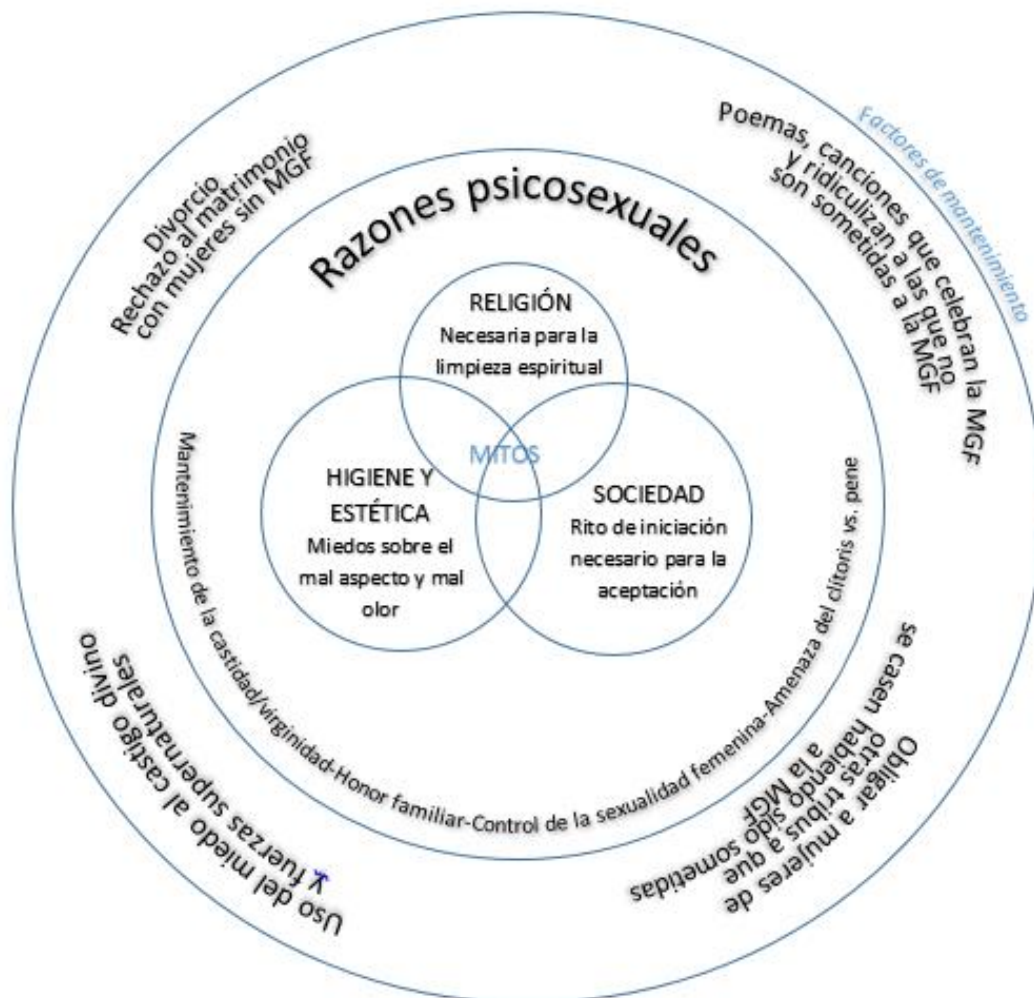 Factores de mantenimiento
Divorcio
Rechazo al matrimonio
con mujeres sin MGF
Poemas, canciones que celebran la MGF
y ridiculizan a las que no
son sometidas a la MGF
Razones psicosexuales
RELIGIÓN
Necesaria para la
limpieza espiritual
MITOS
HIGIENE Y
ESTÉTICA
Miedos sobre el
mal aspecto y mal
olor
SOCIEDAD
Rito de iniciación
necesario para la
aceptación
Mantenimiento de la castidad/virginidad-Honor familiar-Control de la sexualidad femenina-Amenaza del clítoris vs. pene
Uso del miedo al castigo divino
y fuerzas supernaturales
Obligar a mujeres de
otras tribus a que
se casen habiendo sido sometidas
a la MGF